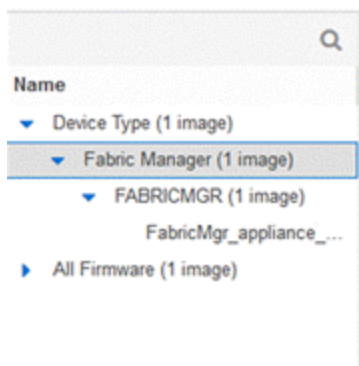 Name
Device Type (1 image)
Fabric Manager (1 image)
FABRICMGR (1 image)
FabricMgr_appliance_...
All Firmware (1 image)